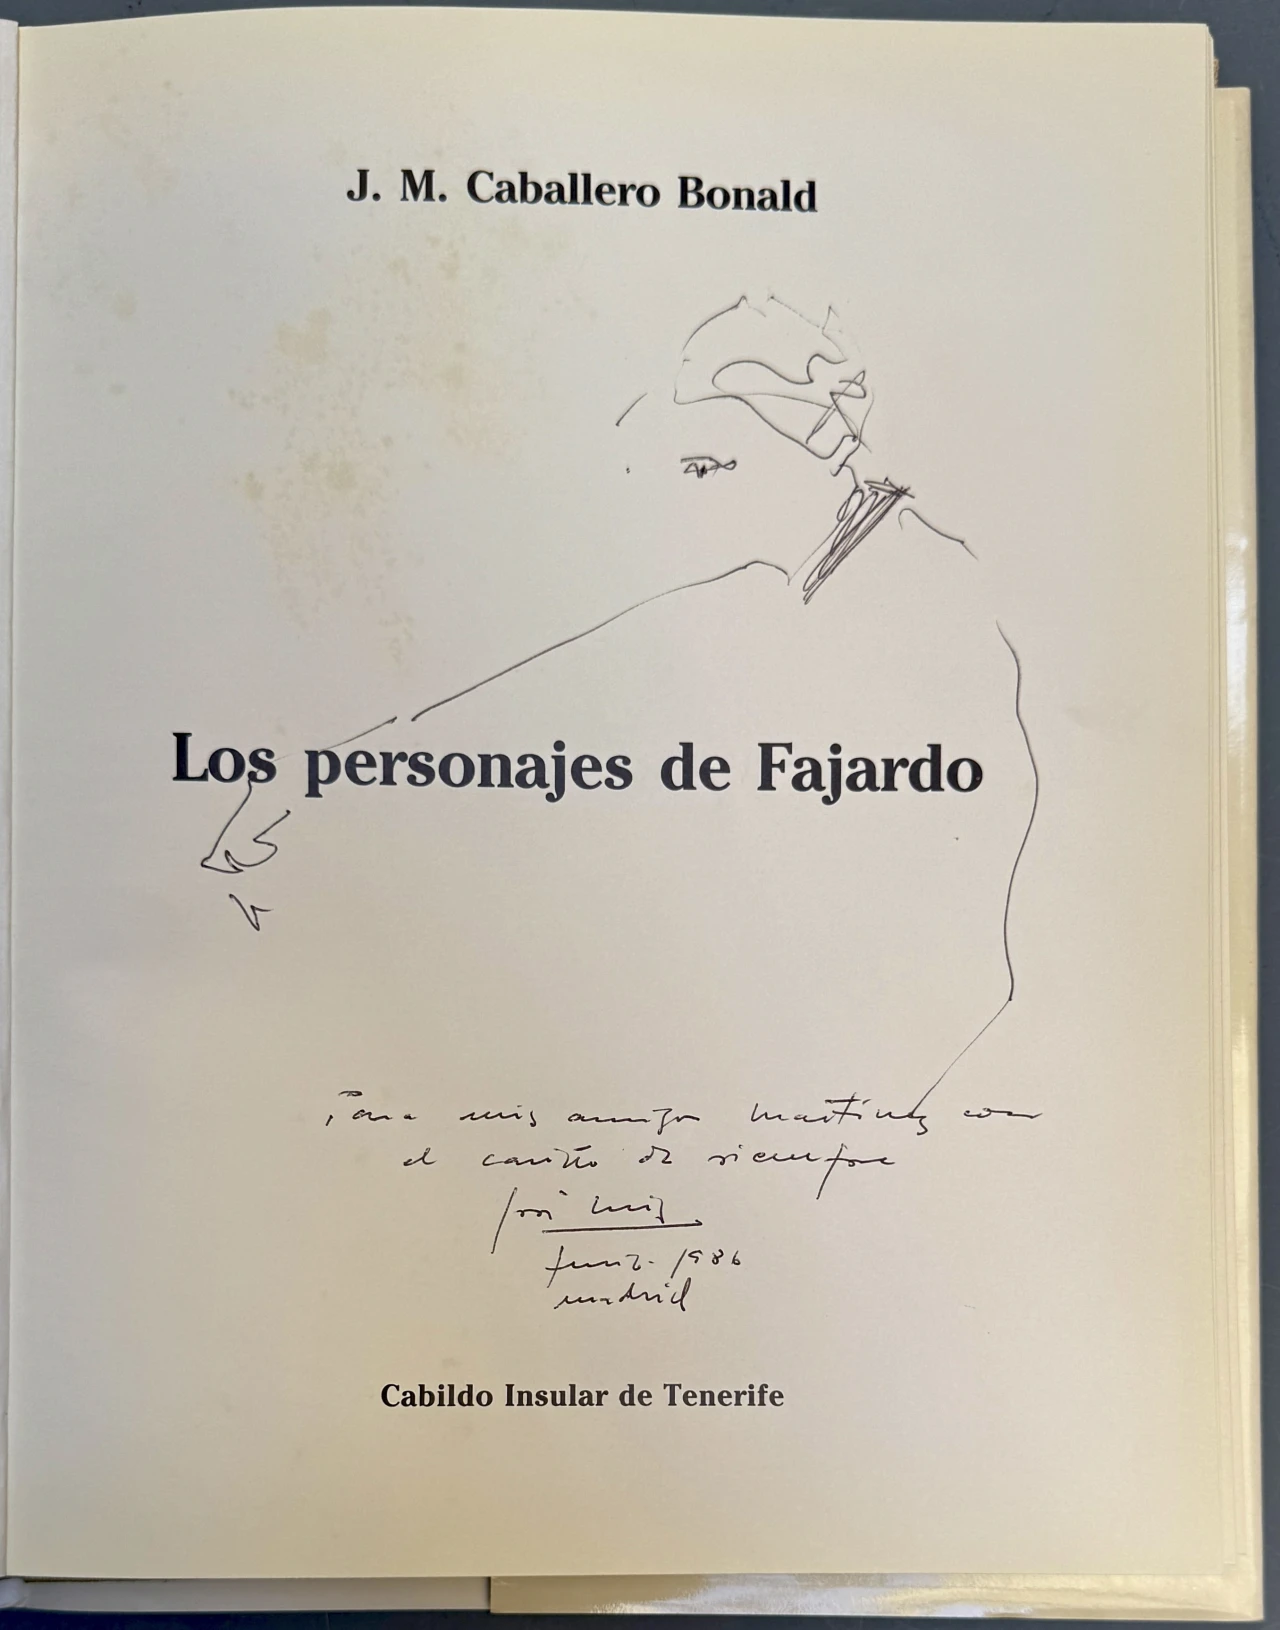 J. M. Caballero Bonald
Los personajes de Fajardo
Para mis amigos Martínez con
el cariño de siempre
José Luis
1986
madrid
Cabildo Insular de Tenerife